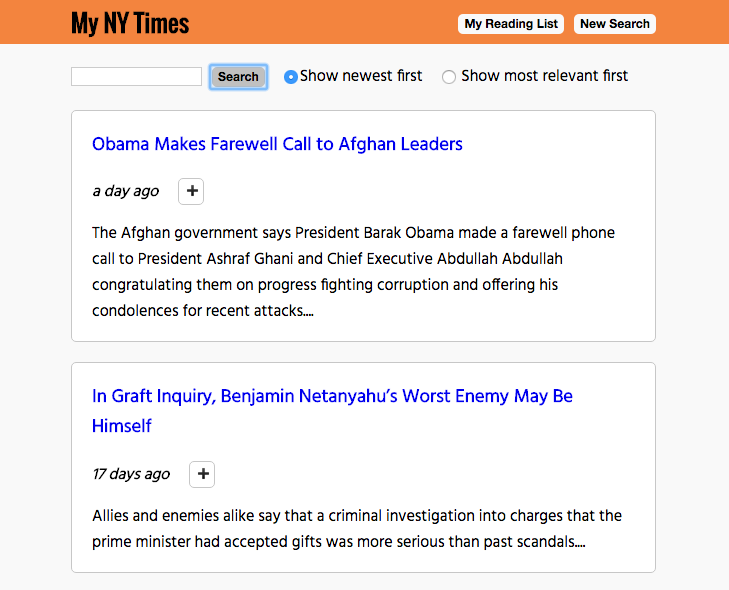 My NY Times
My Reading List
New Search
Search
Show newest first
Show most relevant first
Obama Makes Farewell Call to Afghan Leaders
a day ago
+
The Afghan government says President Barak Obama made a farewell phone
call to President Ashraf Ghani and Chief Executive Abdullah Abdullah
congratulating them on progress fighting corruption and offering his
condolences for recent attacks....
In Graft Inquiry, Benjamin Netanyahu’s Worst Enemy May Be
Himself
17 days ago
+
Allies and enemies alike say that a criminal investigation into charges that the
prime minister had accepted gifts was more serious than past scandals....